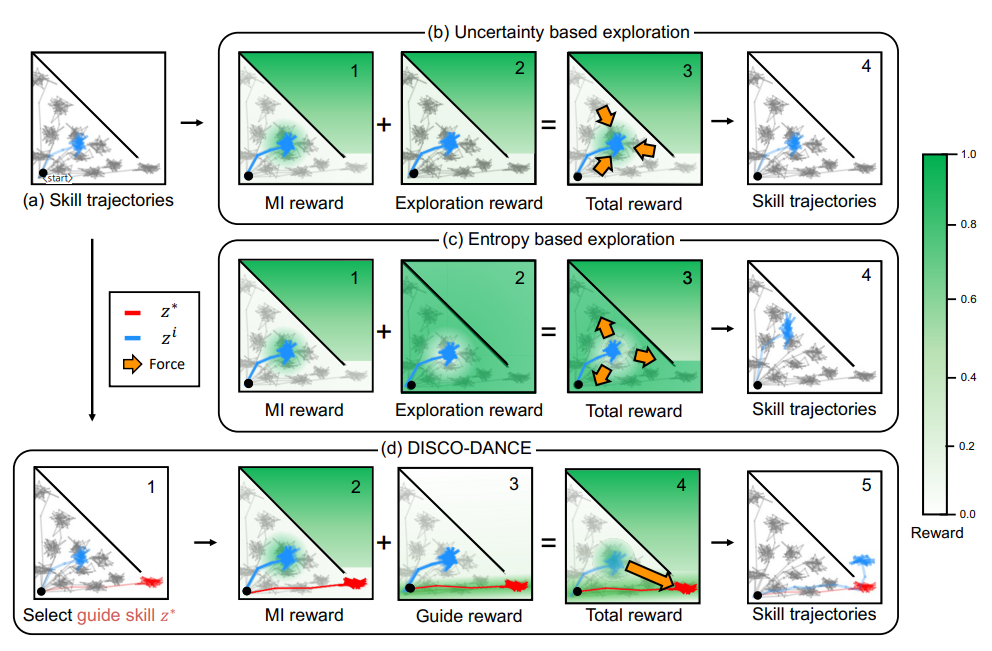 (b) Uncertainty based exploration
start
(a) Skill trajectories
1
2
3
4
+
=
MI reward
Exploration reward
Total reward
Skill trajectories
(c) Entropy based exploration
1
2
3
4
+
=
MI reward
Exploration reward
Total reward
Skill trajectories
z*
z^i
Force
(d) DISCO-DANCE
1
2
3
4
5
+
=
Select guide skill z*
MI reward
Guide reward
Total reward
Skill trajectories
1.0
0.8
0.6
0.4
0.2
0.0
Reward